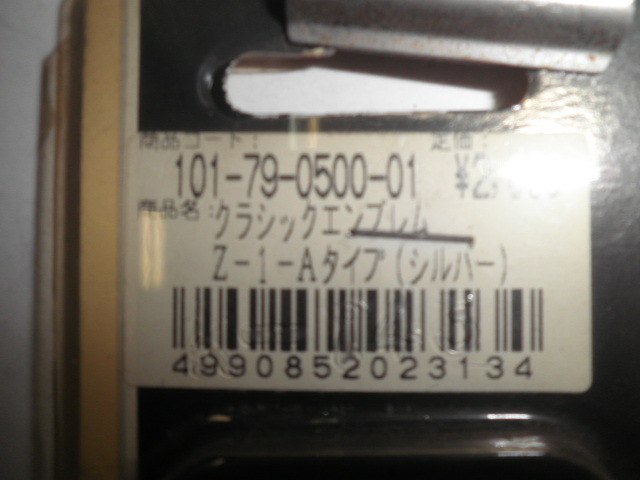 商品コード： 定価：
101-79-0500-01
商品名：クラシックエンブレム
Z-1-Aタイプ(シルバー)
4990852023134